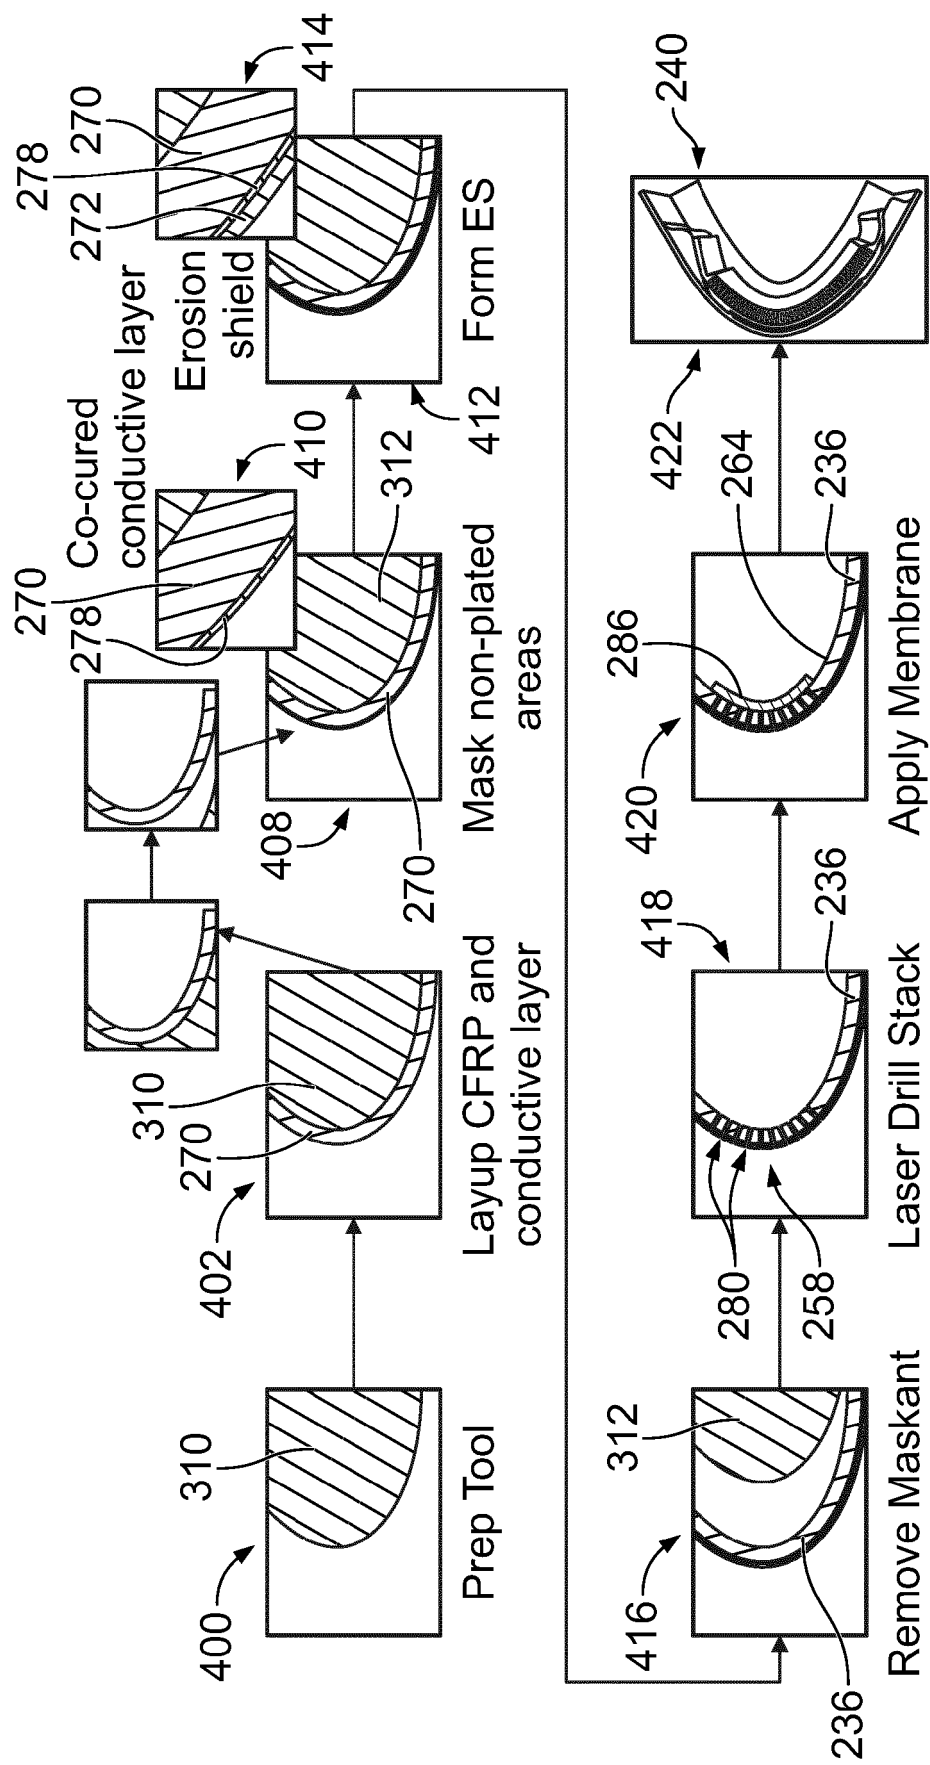 400
310
Prep Tool
402
310
270
Layup CFRP and
conductive layer
408
270
312
Mask non-plated
areas
278
270
410
Co-cured
conductive layer
Erosion
shield
272
278
270
414
412
Form ES
416
312
236
Remove Maskant
280
258
418
236
Laser Drill Stack
420
286
264
236
Apply Membrane
422
240